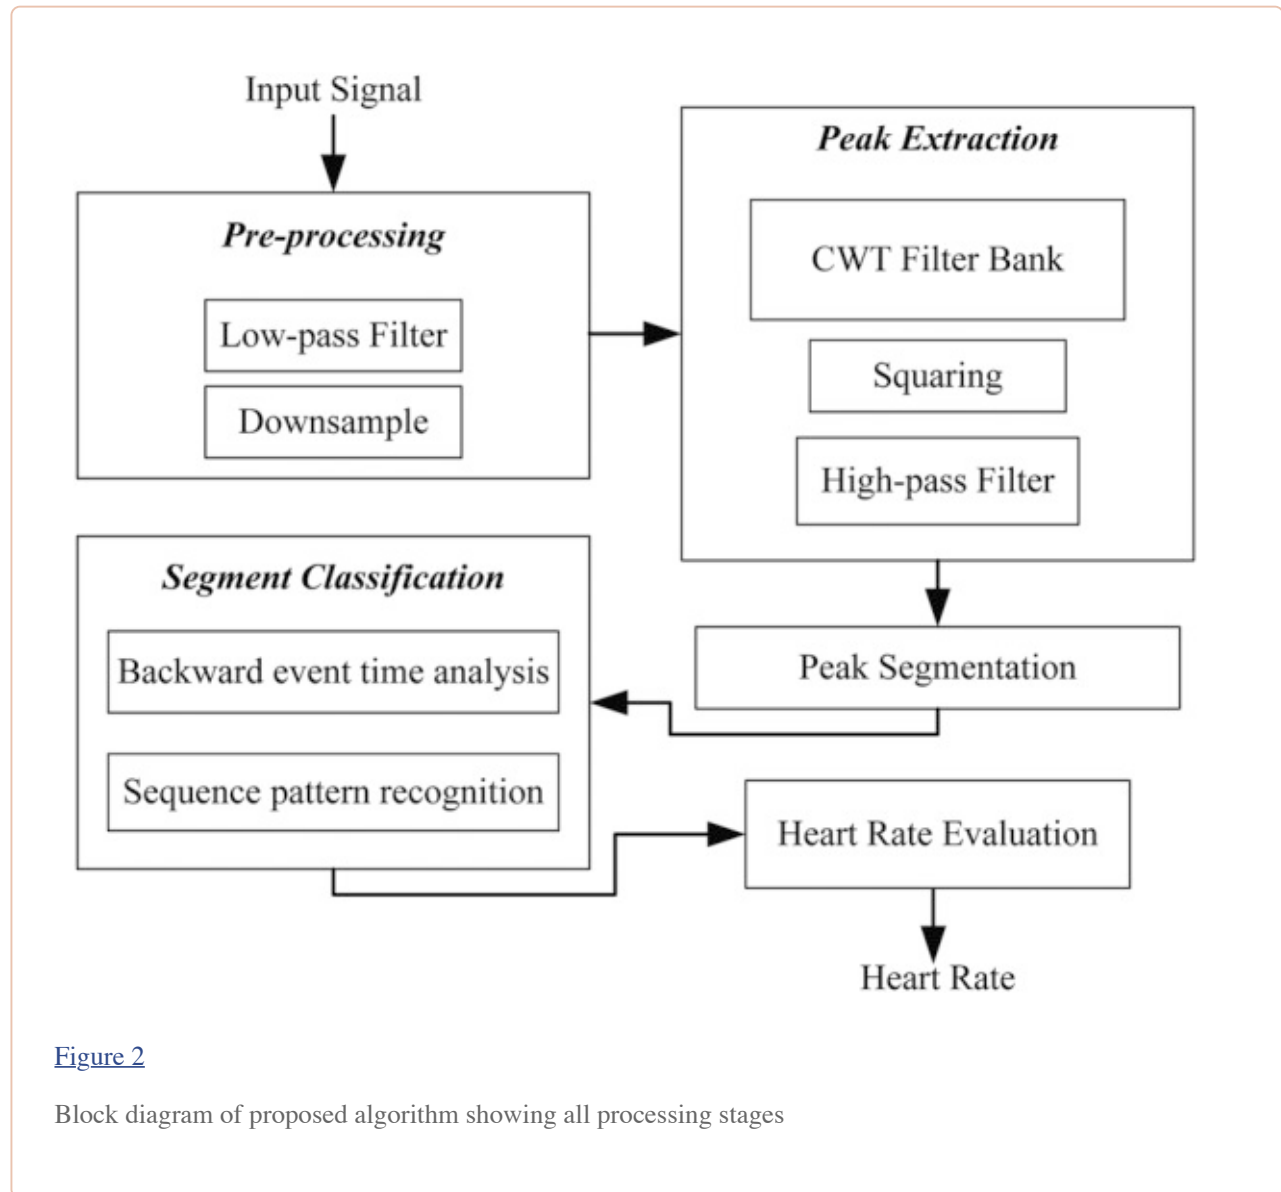 Input Signal
Pre-processing
Low-pass Filter
Downsample
Peak Extraction
CWT Filter Bank
Squaring
High-pass Filter
Peak Segmentation
Segment Classification
Backward event time analysis
Sequence pattern recognition
Heart Rate Evaluation
Heart Rate
Figure 2
Block diagram of proposed algorithm showing all processing stages